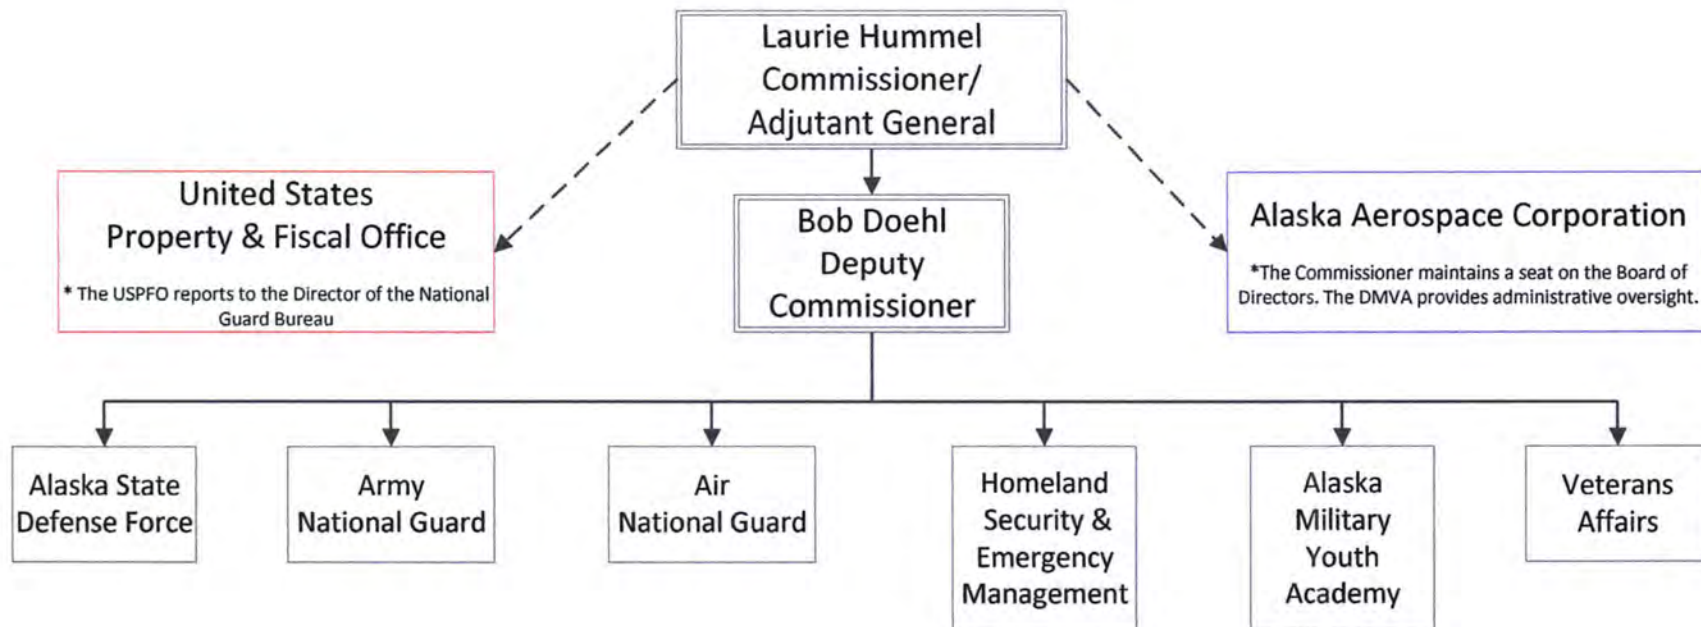 Laurie Hummel
Commissioner/
Adjutant General
United States
Property & Fiscal Office
* The USPFO reports to the Director of the National
Guard Bureau
Bob Doehl
Deputy
Commissioner
Alaska Aerospace Corporation
*The Commissioner maintains a seat on the Board of
Directors. The DMVA provides administrative oversight.
Alaska State
Defense Force
Army
National Guard
Air
National Guard
Homeland
Security &
Emergency
Management
Alaska
Military
Youth
Academy
Veterans
Affairs